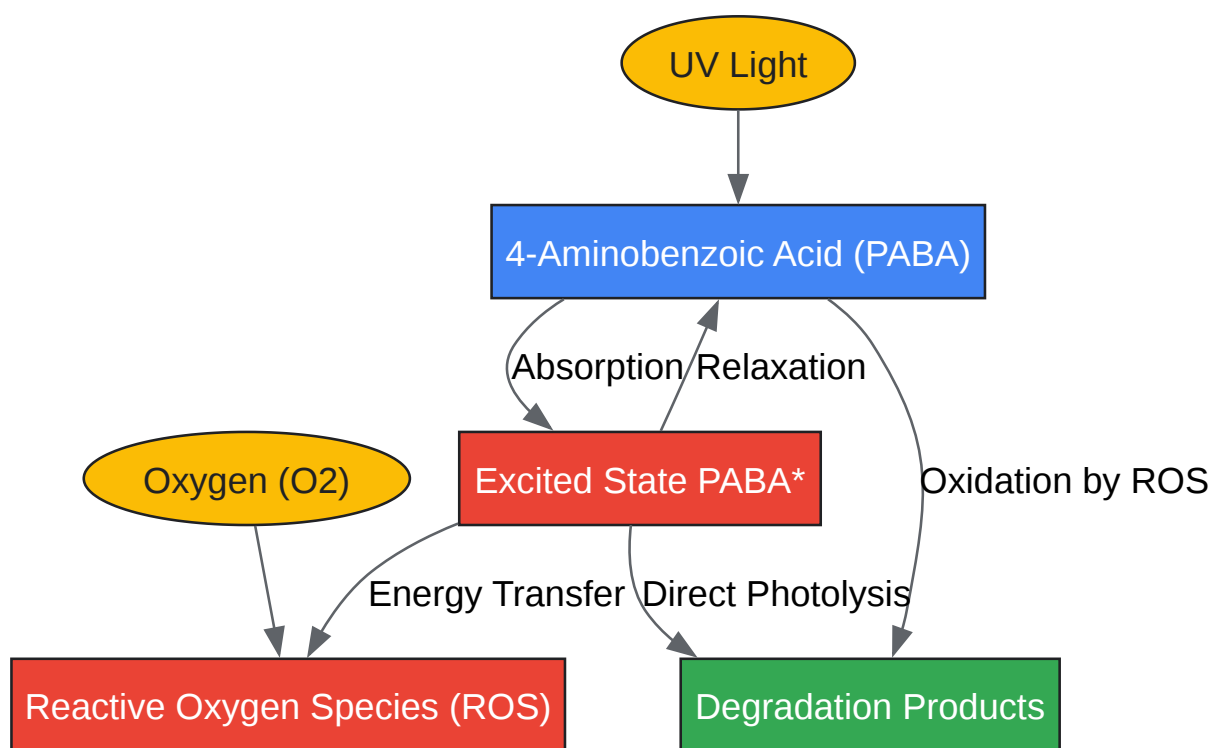 UV Light
4-Aminobenzoic Acid (PABA)
Absorption
Relaxation
Oxygen (O2)
Excited State PABA*
Oxidation by ROS
Energy Transfer
Direct Photolysis
Reactive Oxygen Species (ROS)
Degradation Products